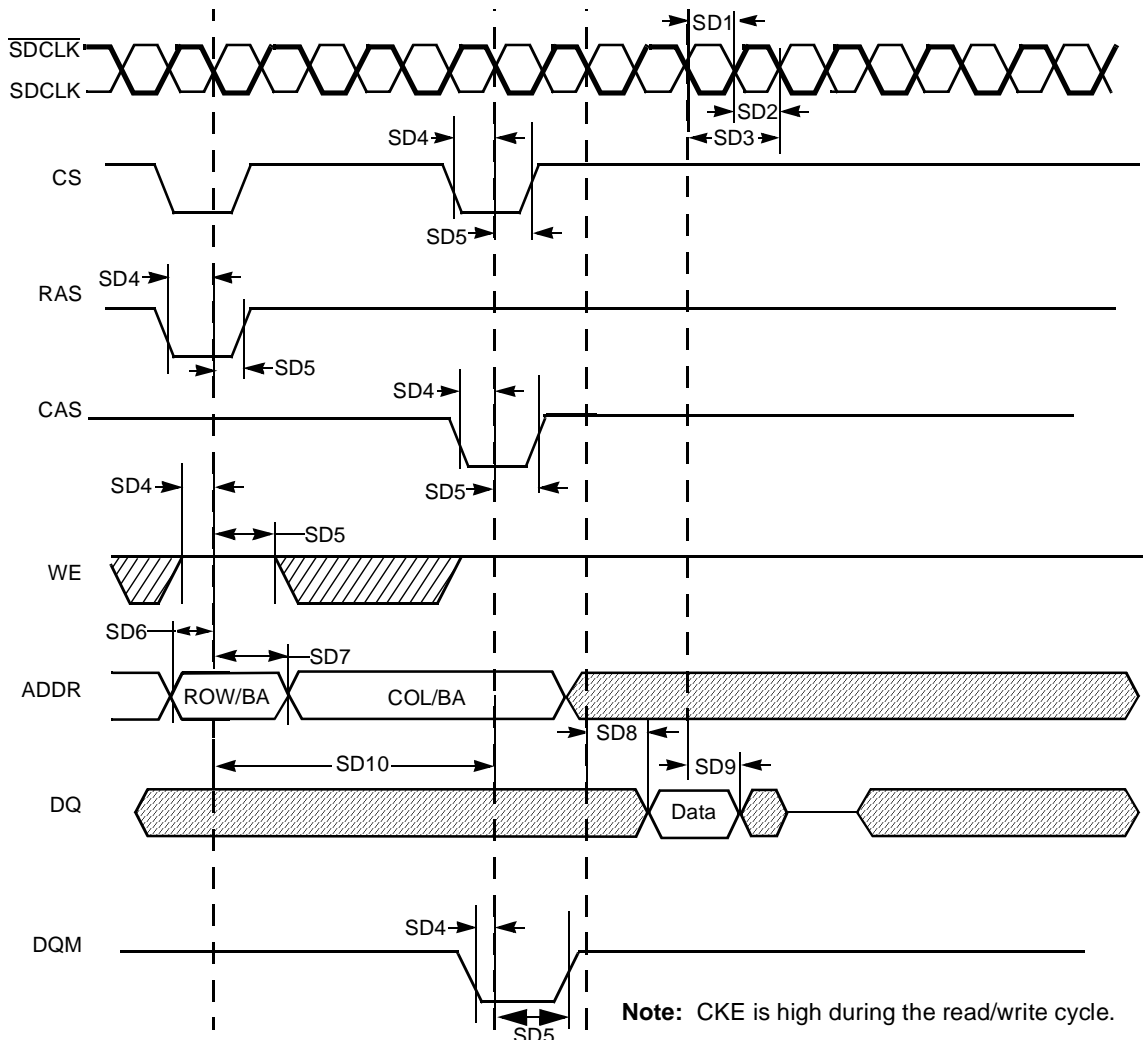 SD1
SDCLK
SDCLK
SD2
SD4
SD3
CS
SD5
SD4
RAS
SD5
SD4
CAS
SD4
SD5
SD5
WE
SD6
SD7
ADDR
ROW/BA
COL/BA
SD8
SD10
SD9
DQ
Data
SD4
DQM
Note: CKE is high during the read/write cycle.
SD5